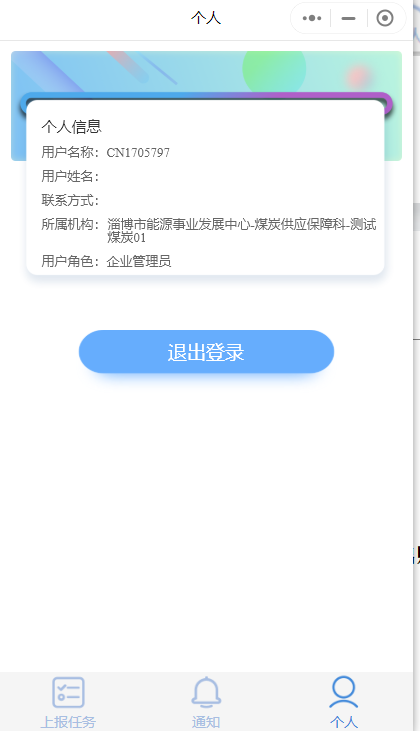 个人
个人信息
用户名称：CN1705797
用户姓名：
联系方式：
所属机构：淄博市能源事业发展中心-煤炭供应保障科-测试
煤炭01
用户角色：企业管理员
退出登录
上报任务
通知
个人